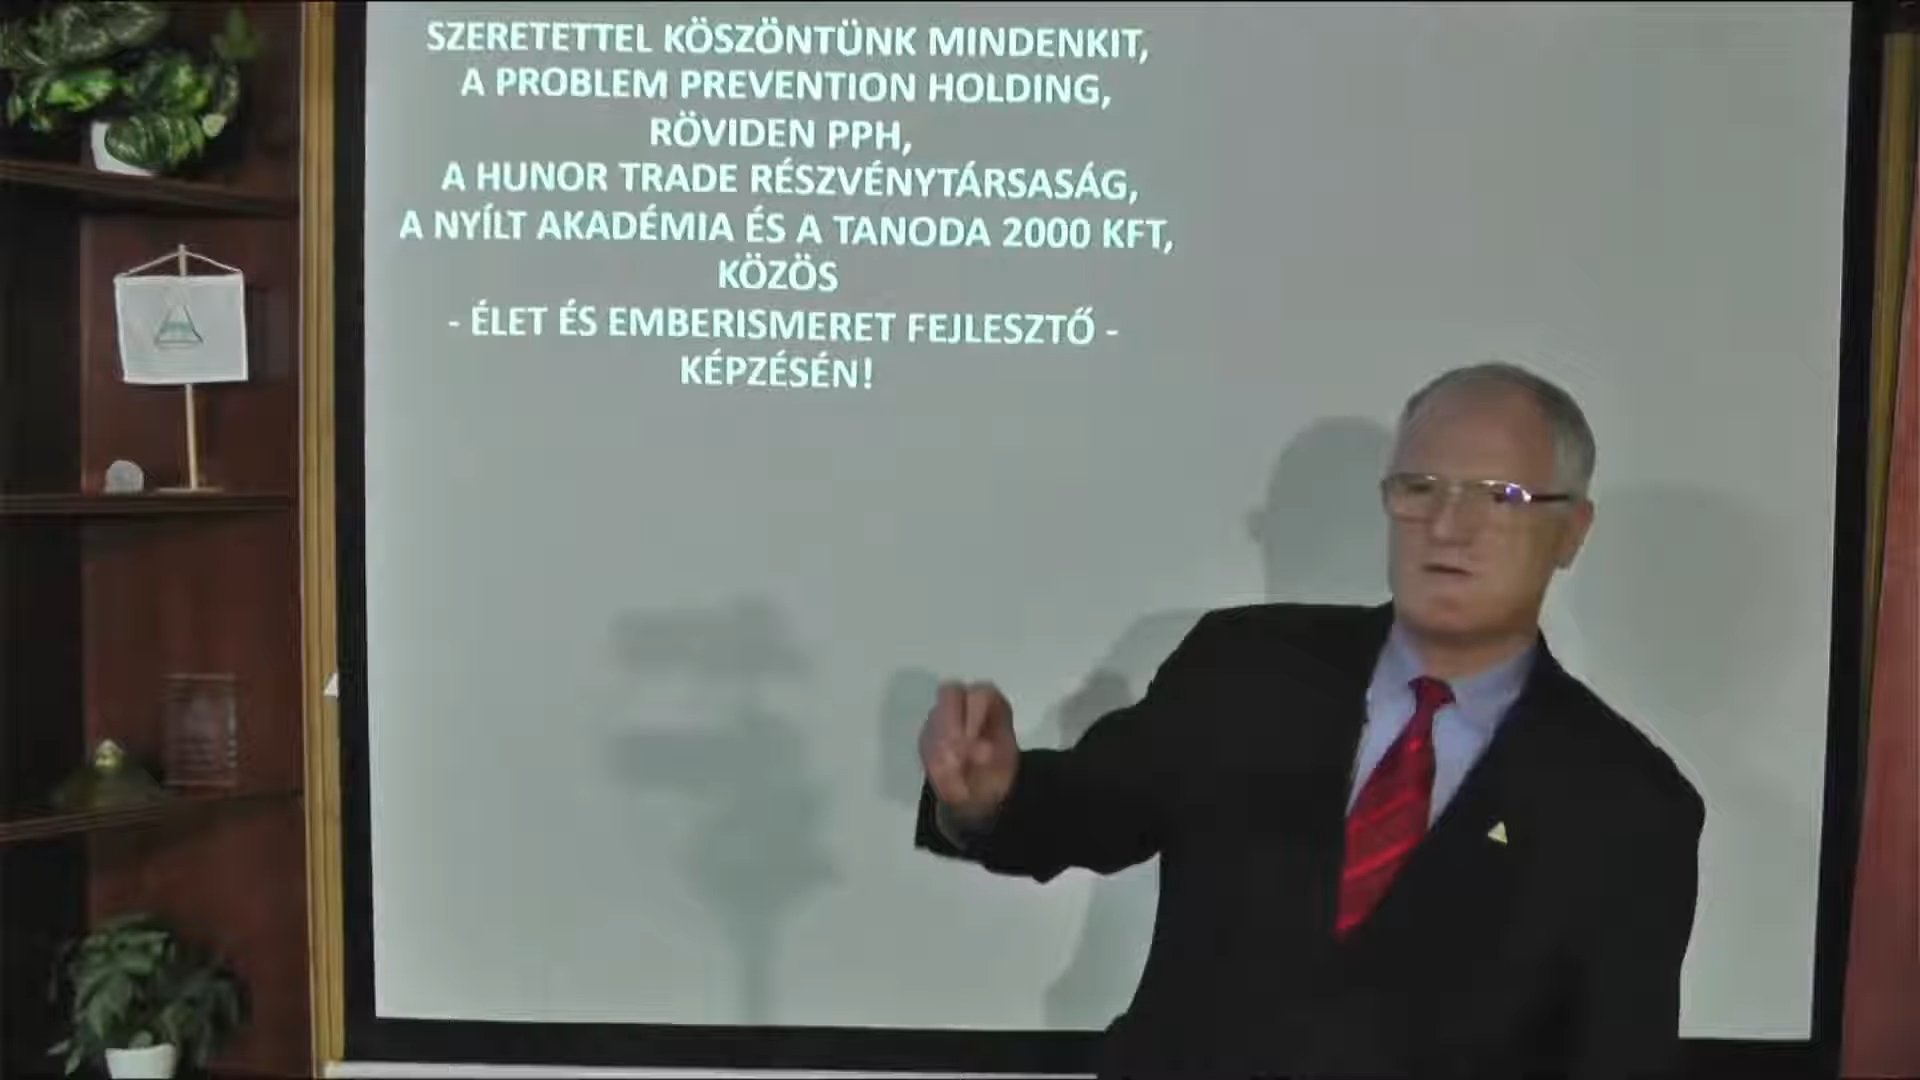 SZERETETTEL KÖSZÖNTÜNK MINDENKIT,
A PROBLEM PREVENTION HOLDING,
RÖVIDEN PPH,
A HUNOR TRADE RÉSZVÉNYTÁRSASÁG,
A NYÍLT AKADÉMIA ÉS A TANODA 2000 KFT,
KÖZÖS
- ÉLET ÉS EMBERISMERET FEJLESZTŐ -
KÉPZÉSÉN!